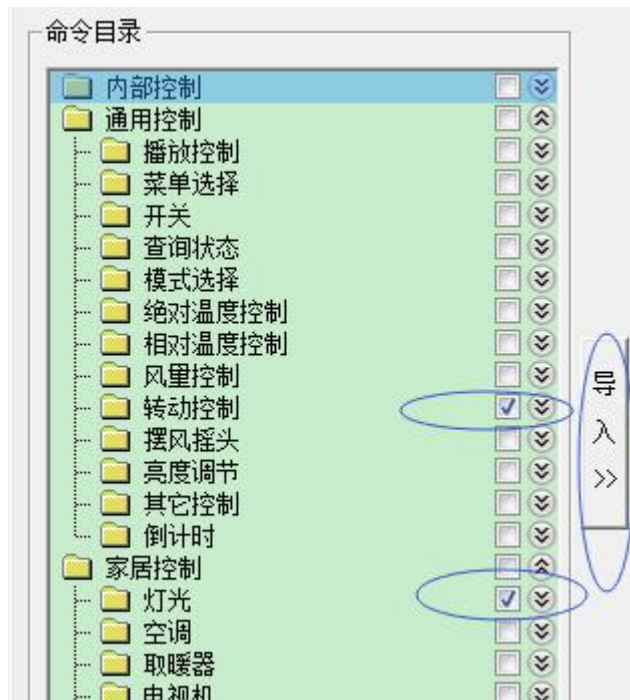 命令目录
内部控制
通用控制
播放控制
菜单选择
开关
查询状态
模式选择
绝对温度控制
相对温度控制
风量控制
转动控制
摆风摇头
亮度调节
其它控制
倒计时
家居控制
灯光
空调
取暖器
电视机
导入>>